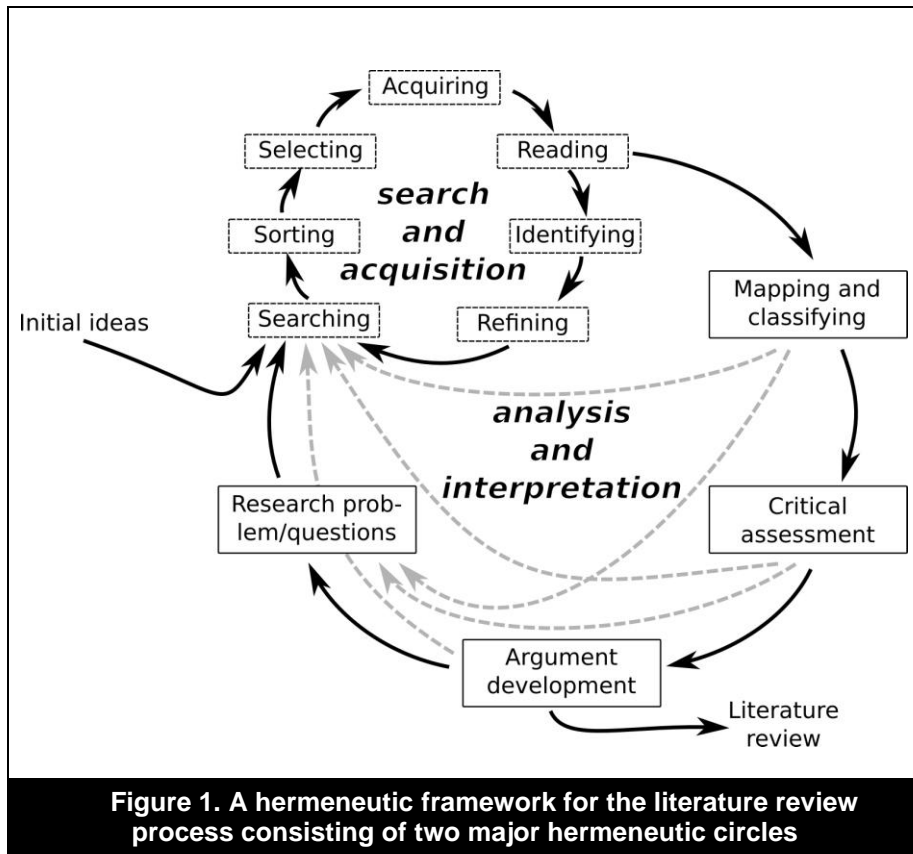 Acquiring
Selecting
Reading
search
and
acquisition
Sorting
Identifying
Initial ideas
Searching
Refining
Mapping and
classifying
analysis
and
interpretation
Research prob-
lem/questions
Critical
assessment
Argument
development
Literature
review
Figure 1. A hermeneutic framework for the literature review
process consisting of two major hermeneutic circles